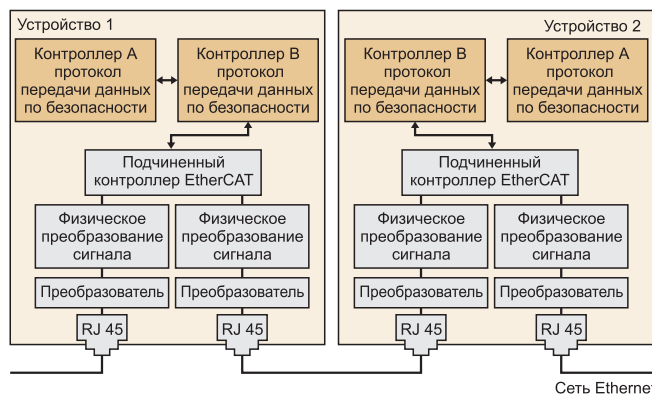 Устройство 1
Контроллер A
протокол
передачи данных
по безопасности
Контроллер B
протокол
передачи данных
по безопасности
Подчиненный
контроллер EtherCAT
Физическое
преобразование
сигнала
Физическое
преобразование
сигнала
Преобразователь
Преобразователь
RJ 45
RJ 45
Устройство 2
Контроллер B
протокол
передачи данных
по безопасности
Контроллер A
протокол
передачи данных
по безопасности
Подчиненный
контроллер EtherCAT
Физическое
преобразование
сигнала
Физическое
преобразование
сигнала
Преобразователь
Преобразователь
RJ 45
RJ 45
Сеть Ethernet